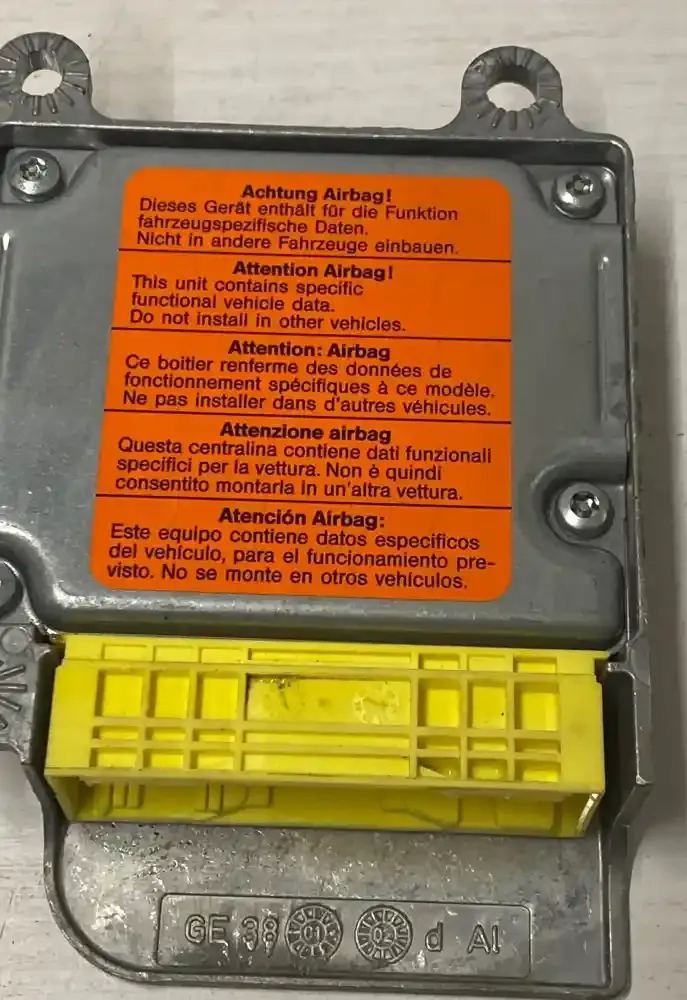 Achtung Airbag!
Dieses Gerät enthält für die Funktion
fahrzeugspezifische Daten.
Nicht in andere Fahrzeuge einbauen.
Attention Airbag!
This unit contains specific
functional vehicle data.
Do not install in other vehicles.
Attention: Airbag
Ce boitier renferme des données de
fonctionnement spécifiques à ce modèle.
Ne pas installer dans d'autres véhicules.
Attenzione airbag
Questa centralina contiene dati funzionali
specifici per la vettura. Non è quindi
consentito montarla in un'altra vettura.
Atención Airbag:
Este equipo contiene datos especificos
del vehículo, para el funcionamiento pre-
visto. No se monte en otros vehículos.
GE 38 01 02 d Al